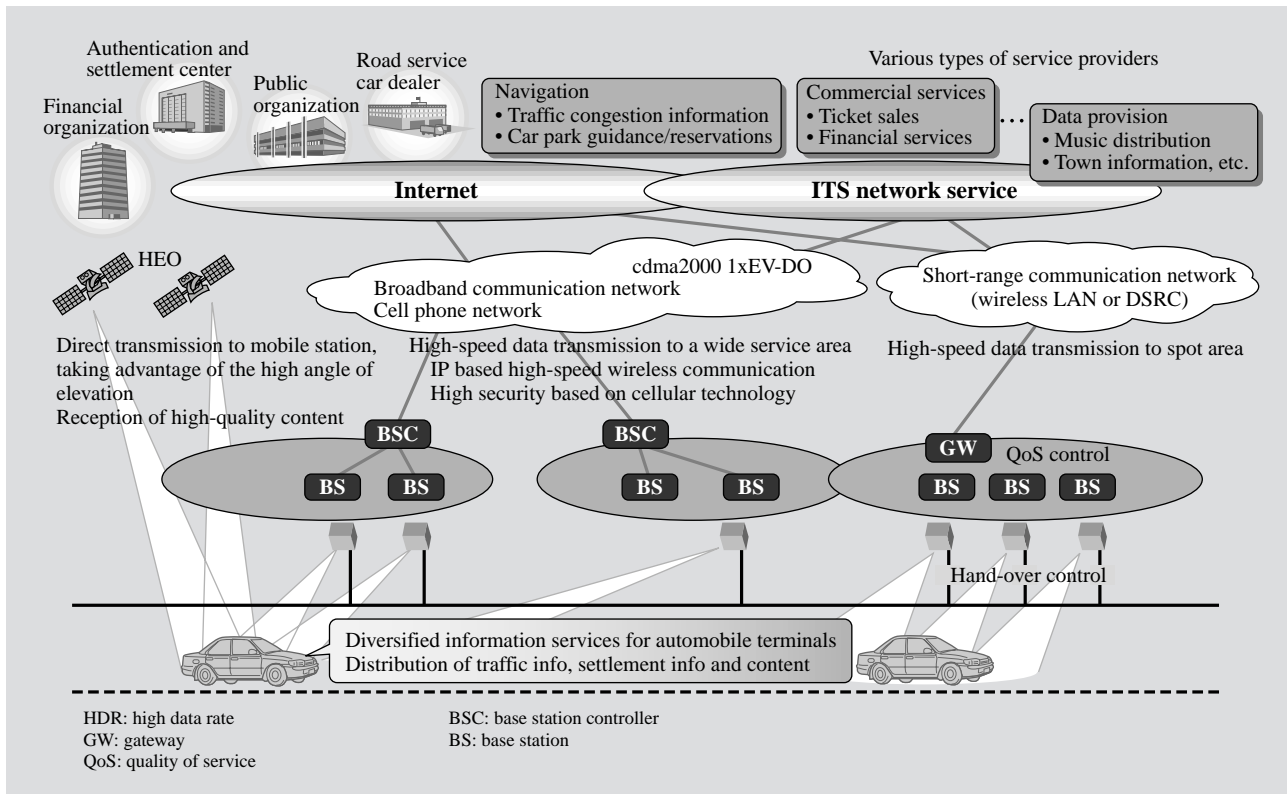 Authentication and
settlement center
Financial
organization
Public
organization
Road service
car dealer
Various types of service providers
Navigation
• Traffic congestion information
• Car park guidance/reservations
Commercial services
• Ticket sales
• Financial services
...
Data provision
• Music distribution
• Town information, etc.
Internet
ITS network service
HEO
cdma2000 1xEV-DO
Broadband communication network
Cell phone network
Short-range communication network
(wireless LAN or DSRC)
Direct transmission to mobile station,
taking advantage of the high angle of
elevation
Reception of high-quality content
High-speed data transmission to a wide service area
IP based high-speed wireless communication
High security based on cellular technology
High-speed data transmission to spot area
BSC
BS
BS
BSC
BS
BS
GW
QoS control
BS
BS
BS
Hand-over control
Diversified information services for automobile terminals
Distribution of traffic info, settlement info and content
HDR: high data rate
GW: gateway
QoS: quality of service
BSC: base station controller
BS: base station